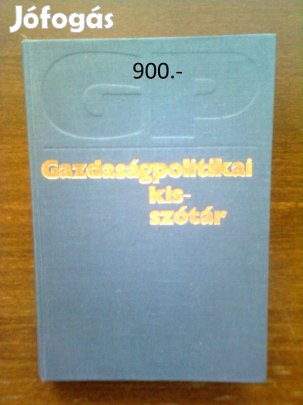 Jófogás
900.-
GP
Gazdaságpolitikai
kis-
szótár